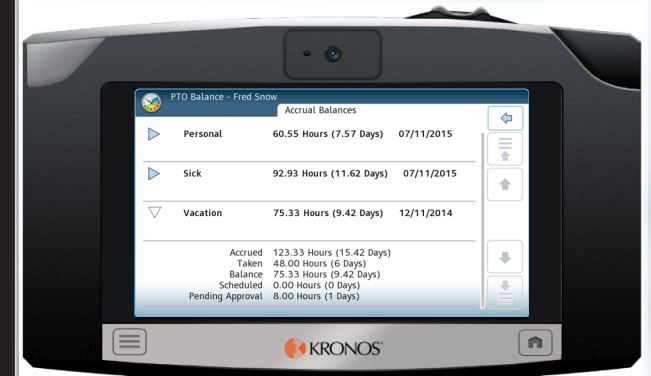 PTO Balance - Fred Snow
Accrual Balances
Personal 60.55 Hours (7.57 Days) 07/11/2015
Sick 92.93 Hours (11.62 Days) 07/11/2015
Vacation 75.33 Hours (9.42 Days) 12/11/2014
Accrued 123.33 Hours (15.42 Days)
Taken 48.00 Hours (6 Days)
Balance 75.33 Hours (9.42 Days)
Scheduled 0.00 Hours (0 Days)
Pending Approval 8.00 Hours (1 Days)
KRONOS